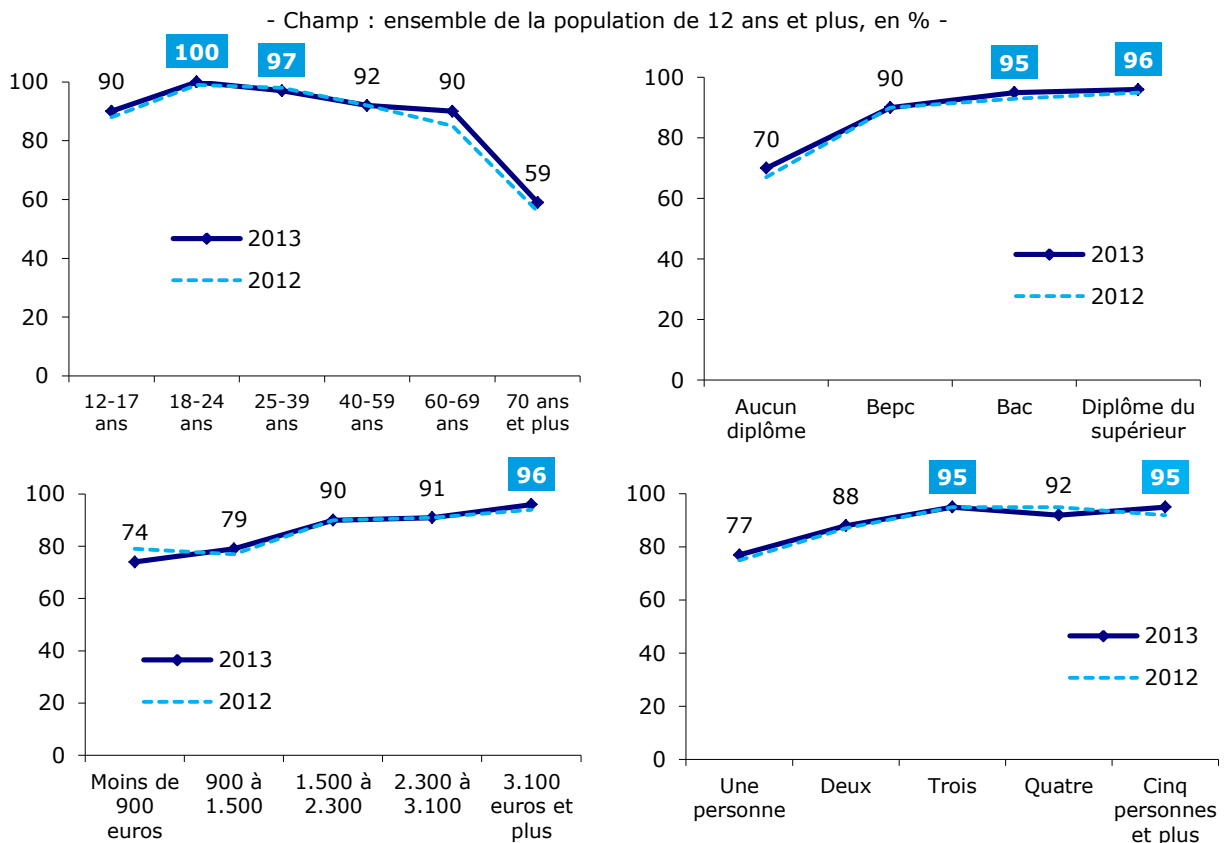 - Champ : ensemble de la population de 12 ans et plus, en % -
100
97
90
92
90
59
100
80
60
40
20
0
2013
2012
12-17 ans
18-24 ans
25-39 ans
40-59 ans
60-69 ans
70 ans et plus
95
96
90
70
100
80
60
40
20
0
2013
2012
Aucun diplôme
Bepc
Bac
Diplôme du supérieur
96
90
91
79
74
100
80
60
40
20
0
2013
2012
Moins de 900 euros
900 à 1.500
1.500 à 2.300
2.300 à 3.100
3.100 euros et plus
95
92
95
88
77
100
80
60
40
20
0
2013
2012
Une personne
Deux
Trois
Quatre
Cinq personnes et plus